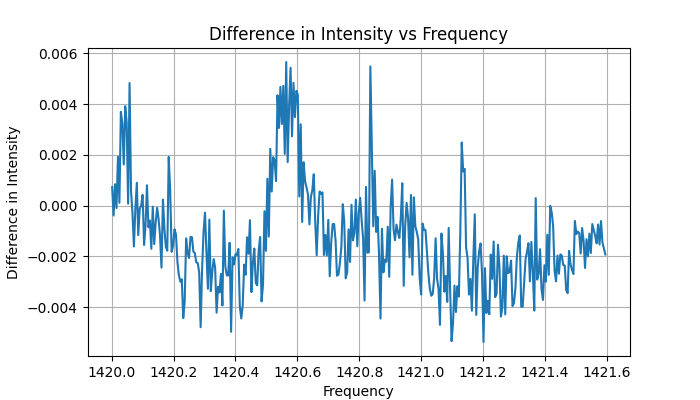 Difference in Intensity vs Frequency
Difference in Intensity
0.006
0.004
0.002
0.000
−0.002
−0.004
1420.0 1420.2 1420.4 1420.6 1420.8 1421.0 1421.2 1421.4 1421.6
Frequency